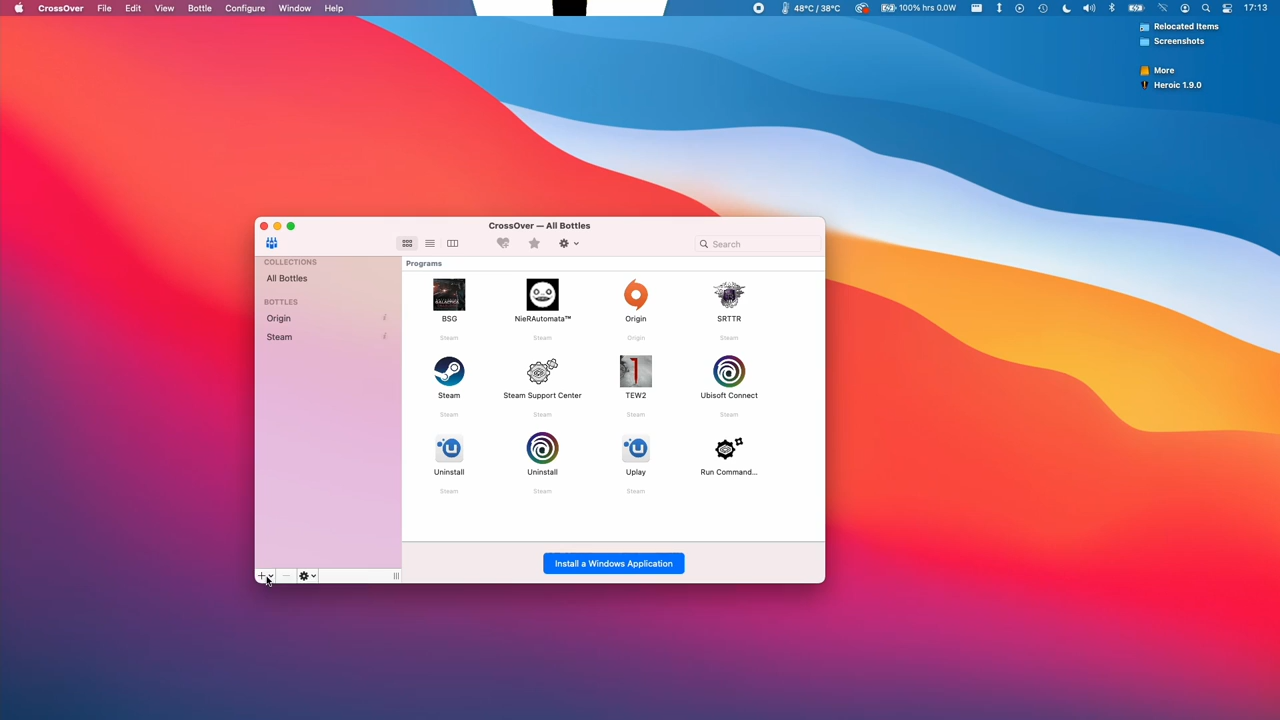 CrossOver File Edit View Bottle Configure Window Help 48°C / 38°C 100% hrs 0.0W 17:13
Relocated Items
Screenshots
More
Heroic 1.9.0
CrossOver — All Bottles
Search
COLLECTIONS
All Bottles
BOTTLES
Origin
Steam
Programs
BSG NieRAutomata™ Origin SRTTR
Steam Steam Origin Steam
Steam Steam Support Center TEW2 Ubisoft Connect
Steam Steam Steam Steam
Uninstall Uninstall Uplay Run Command...
Steam Steam Steam
Install a Windows Application